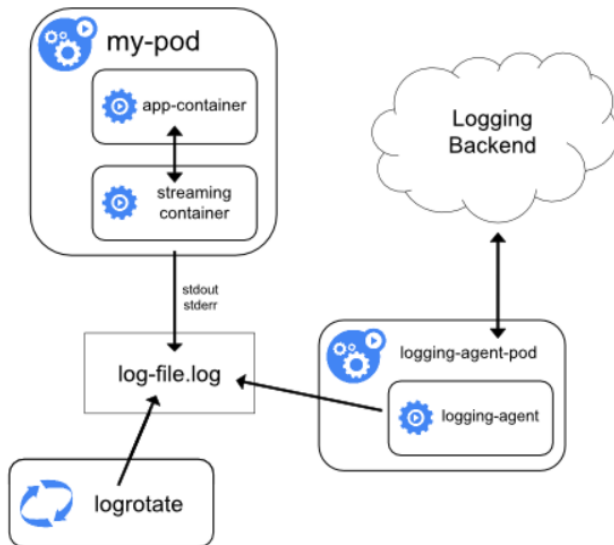 my-pod
app-container
streaming
container
Logging
Backend
stdout
stderr
logging-agent-pod
log-file.log
logging-agent
logrotate